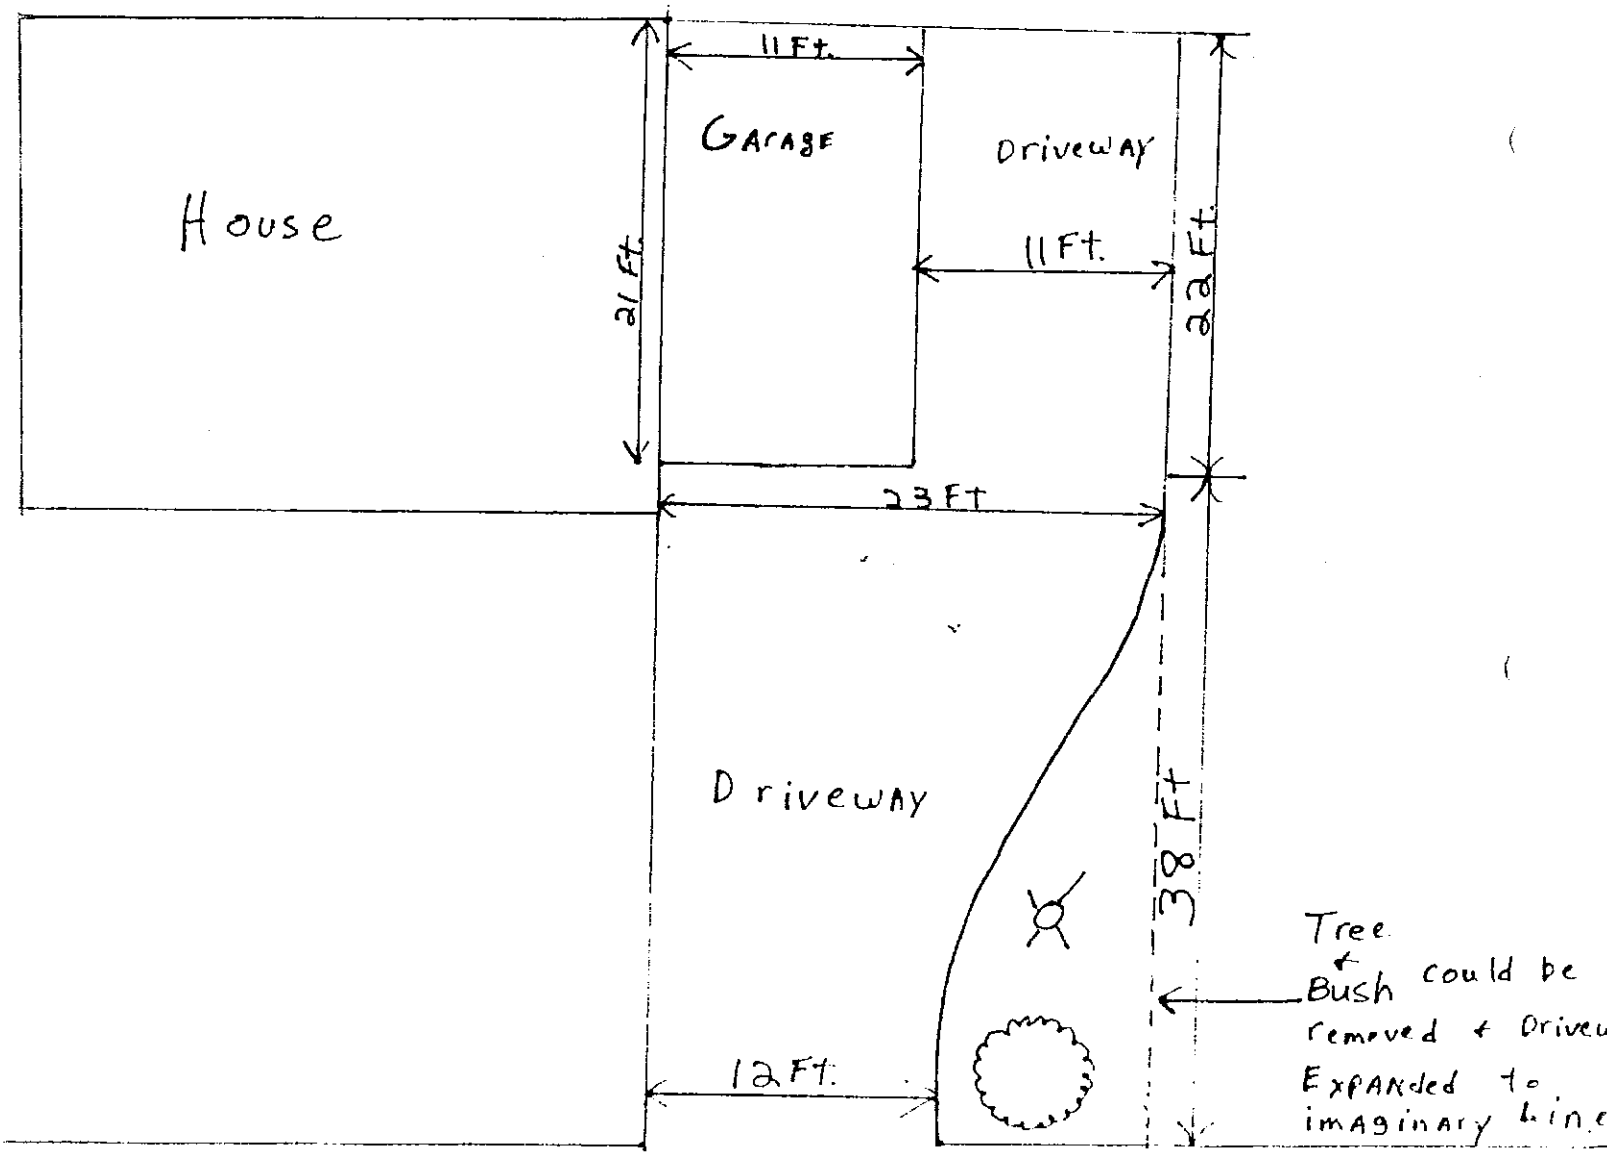 11 Ft.
GArAgE
DrivewAy
House
21 Ft.
11 Ft.
22 Ft.
23 FT
DrivewAy
38 Ft
Tree
+
Bush could be
removed +
EXPANded to
imAginAry Line
12 Ft.